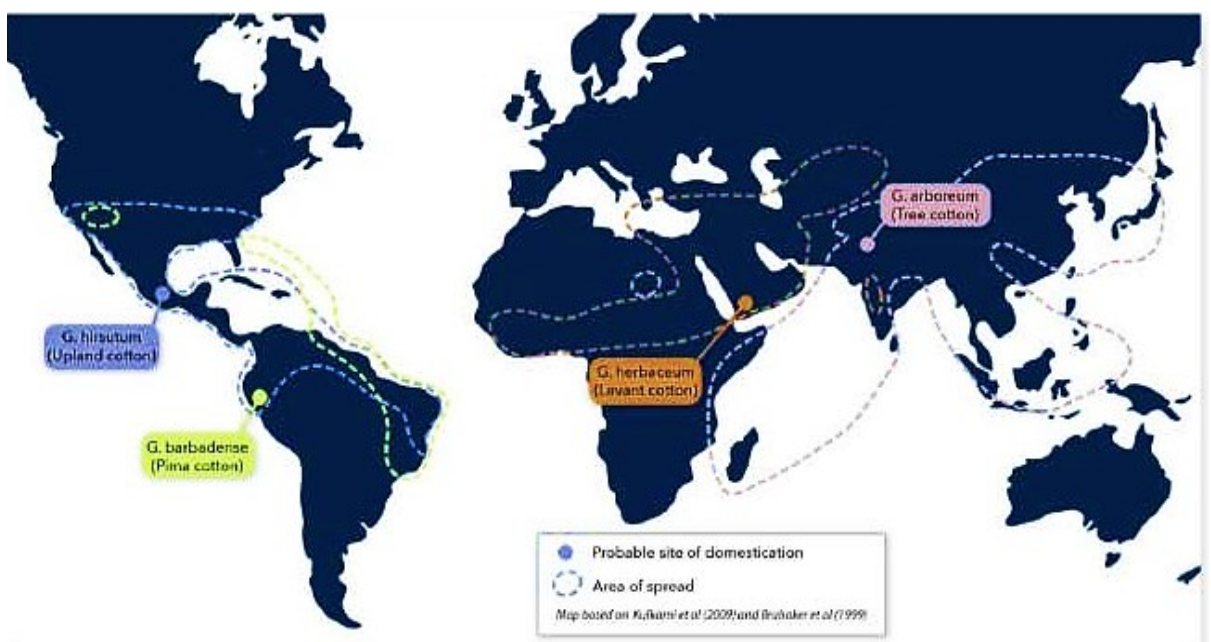 G. arboreum
(Tree cotton)
G. hirsutum
(Upland cotton)
G. herbaceum
(Lavant cotton)
G. barbadense
(Pima cotton)
Probable site of domestication
Area of spread
Map based on Kulkarni et al (2009) and Brubaker et al (1999)